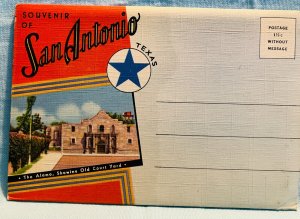 SOUVENIR
OF
San Antonio
TEXAS
POSTAGE
1½c
WITHOUT
MESSAGE
• The Alamo, Showing Old Court Yard •